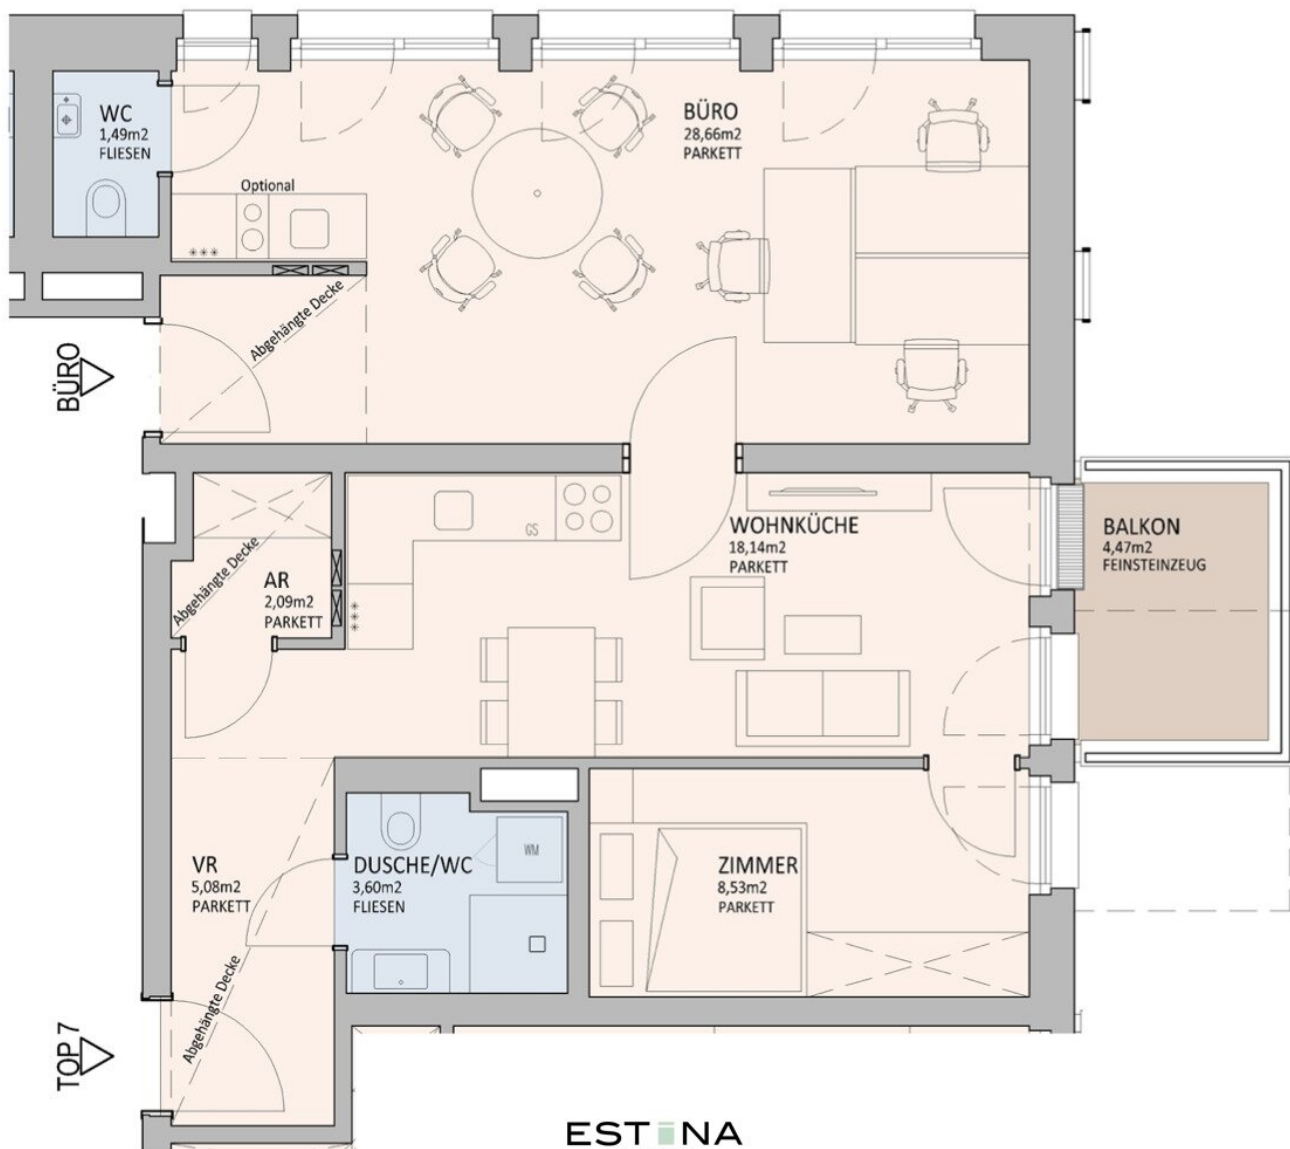 WC
1,49m2
FLIESEN
BÜRO
28,66m2
PARKETT
Optional
Abgehängte Decke
BÜRO
WOHNKÜCHE
18,14m2
PARKETT
GS
BALKON
4,47m2
FEINSTEINZEUG
Abgehängte Decke
AR
2,09m2
PARKETT
VR
5,08m2
PARKETT
DUSCHE/WC
3,60m2
FLIESEN
WM
ZIMMER
8,53m2
PARKETT
Abgehängte Decke
TOP 7
ESTINA